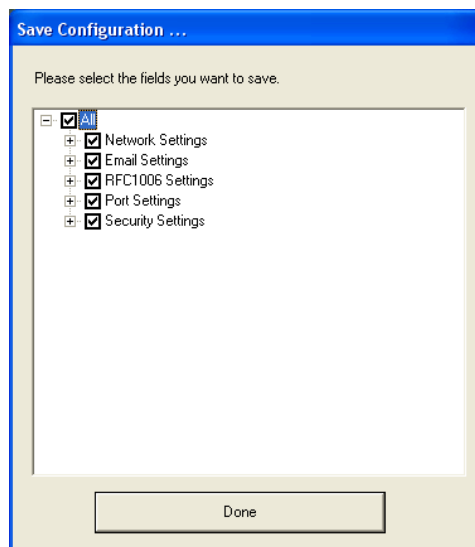 Save Configuration ...
Please select the fields you want to save.
All
Network Settings
Email Settings
RFC1006 Settings
Port Settings
Security Settings
Done